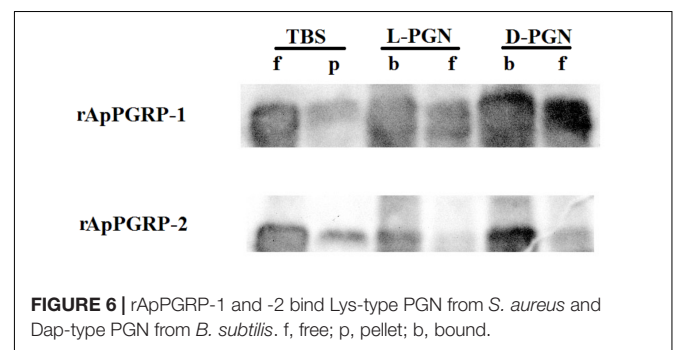 TBS L-PGN D-PGN
f p b f b f
rApPGRP-1
rApPGRP-2
FIGURE 6 | rApPGRP-1 and -2 bind Lys-type PGN from S. aureus and
Dap-type PGN from B. subtilis. f, free; p, pellet; b, bound.